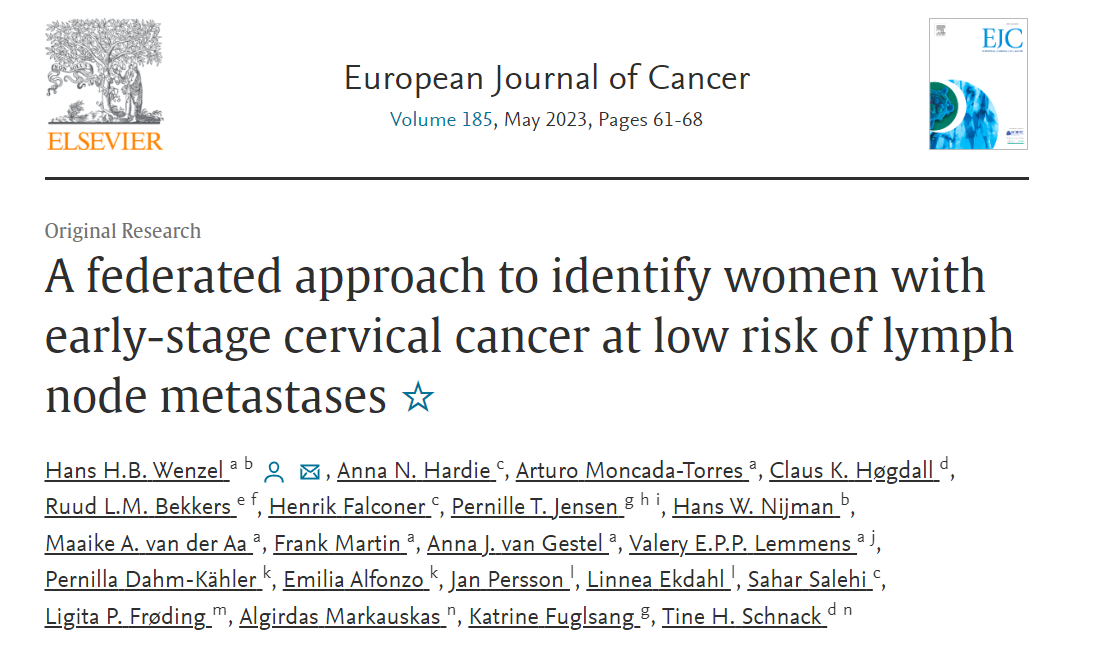 ELSEVIER
European Journal of Cancer
Volume 185, May 2023, Pages 61-68
EJC
Original Research
A federated approach to identify women with
early-stage cervical cancer at low risk of lymph
node metastases ☆
Hans H.B. Wenzel a b, Anna N. Hardie c, Arturo Moncada-Torres a, Claus K. Høgdall d,
Ruud L.M. Bekkers e f, Henrik Falconer c, Pernille T. Jensen g h i, Hans W. Nijman b,
Maaike A. van der Aa a, Frank Martin a, Anna J. van Gestel a, Valery E.P.P. Lemmens a j,
Pernilla Dahm-Kähler k, Emilia Alfonzo k, Jan Persson l, Linnea Ekdahl l, Sahar Salehi c,
Ligita P. Frøding m, Algirdas Markauskas n, Katrine Fuglsang g, Tine H. Schnack d n